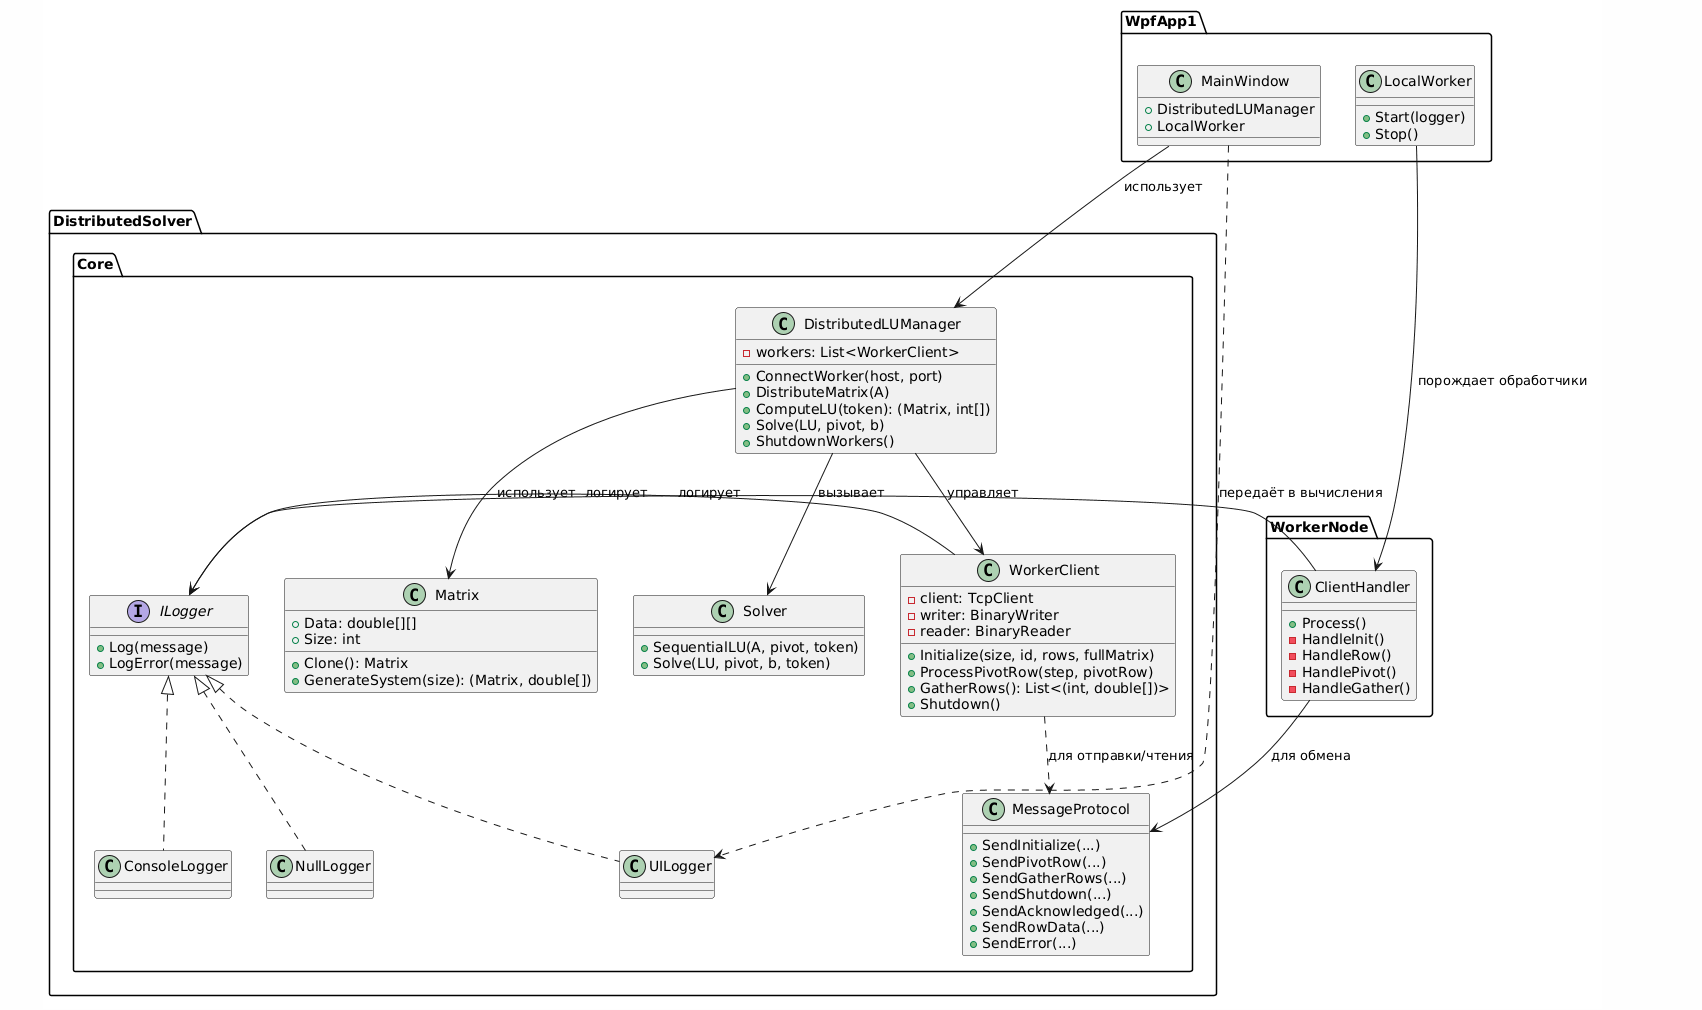 WpfApp1
MainWindow
DistributedLUManager
LocalWorker
LocalWorker
Start(logger)
Stop()
использует
DistributedSolver
Core
DistributedLUManager
workers: List<WorkerClient>
ConnectWorker(host, port)
DistributeMatrix(A)
ComputeLU(token): (Matrix, int[])
Solve(LU, pivot, b)
ShutdownWorkers()
порождает обработчики
использует
логирует
логирует
вызывает
управляет
передаёт в вычисления
WorkerNode
ClientHandler
Process()
HandleInit()
HandleRow()
HandlePivot()
HandleGather()
ILogger
Log(message)
LogError(message)
Matrix
Data: double[][]
Size: int
Clone(): Matrix
GenerateSystem(size): (Matrix, double[])
Solver
SequentialLU(A, pivot, token)
Solve(LU, pivot, b, token)
WorkerClient
client: TcpClient
writer: BinaryWriter
reader: BinaryReader
Initialize(size, id, rows, fullMatrix)
ProcessPivotRow(step, pivotRow)
GatherRows(): List<(int, double[])>
Shutdown()
для отправки/чтения
для обмена
ConsoleLogger
NullLogger
UILogger
MessageProtocol
SendInitialize(...)
SendPivotRow(...)
SendGatherRows(...)
SendShutdown(...)
SendAcknowledged(...)
SendRowData(...)
SendError(...)